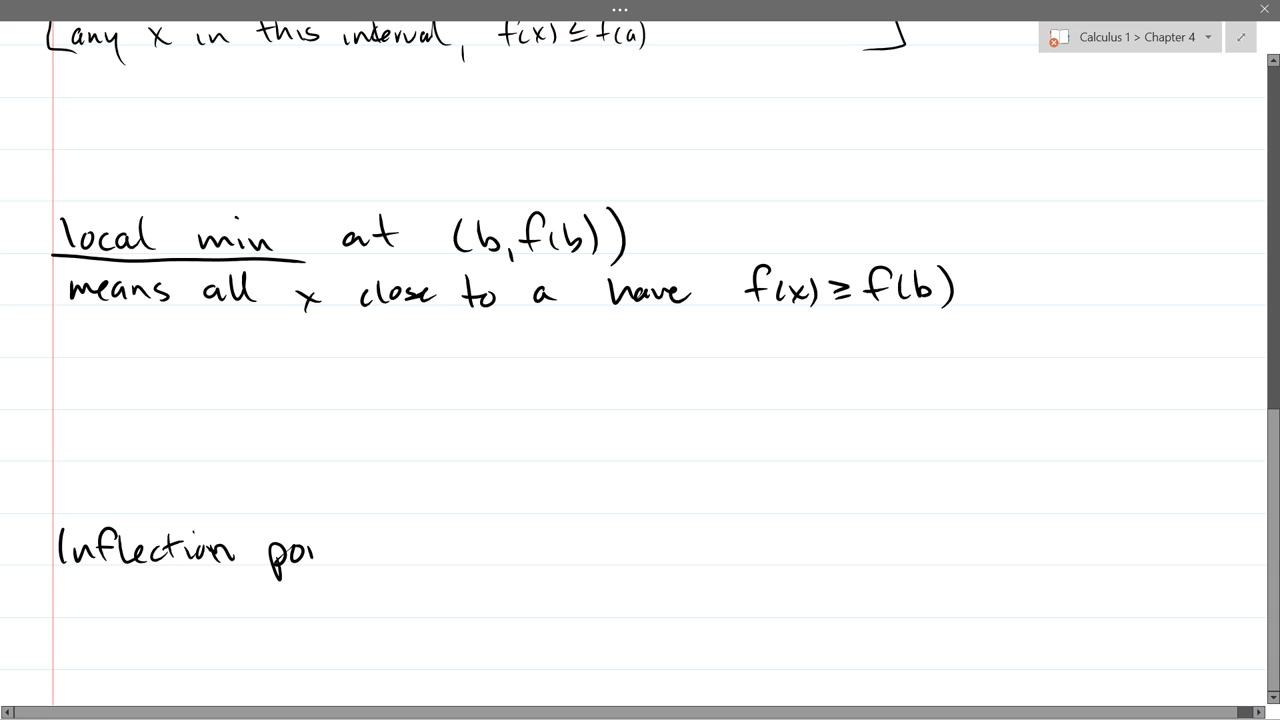 ...
Calculus 1 > Chapter 4
any x in this interval, f(x) ≤ f(a)
local min at (b, f(b))
means all x close to a have f(x) ≥ f(b)
Inflection poi